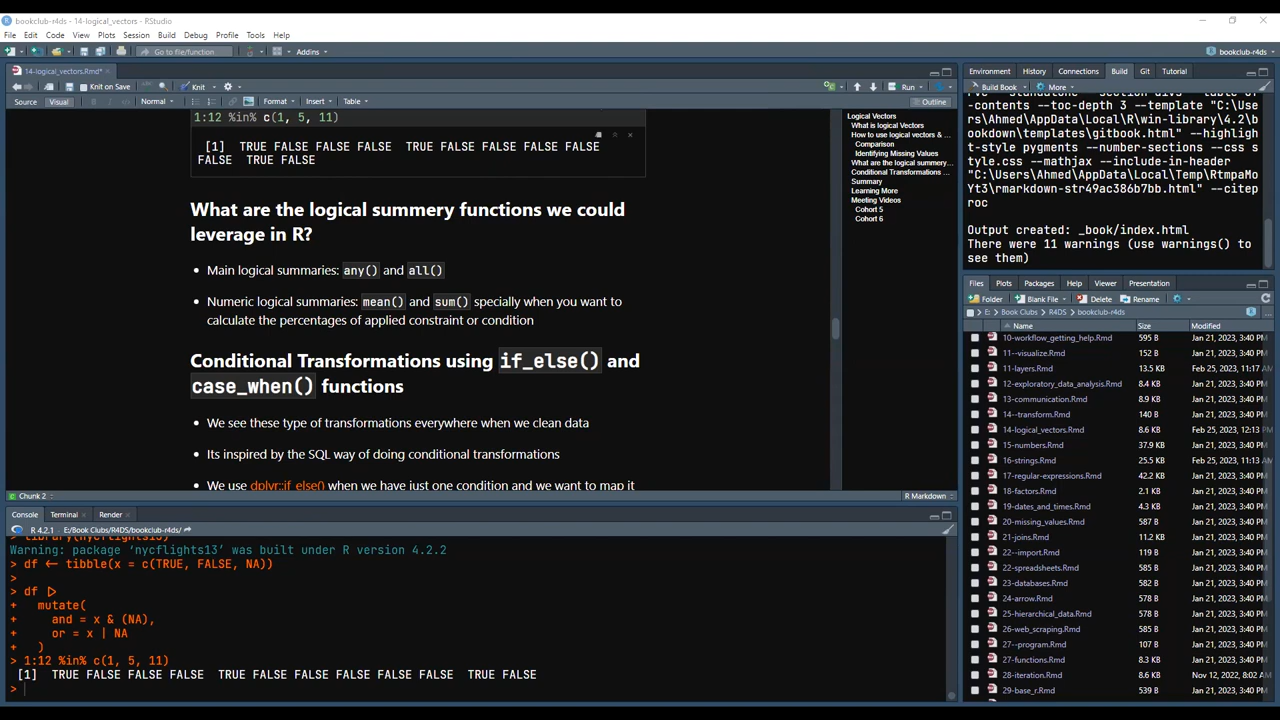 bookclub-r4ds - 14-logical_vectors - RStudio
File Edit Code View Plots Session Build Debug Profile Tools Help
Go to file/function Addins bookclub-r4ds
14-logical_vectors.Rmd*
Knit on Save Knit Run
Source Visual B I Normal Format Insert Table Outline
1:12 %in% c(1, 5, 11)
[1] TRUE FALSE FALSE FALSE TRUE FALSE FALSE FALSE FALSE
FALSE TRUE FALSE
What are the logical summery functions we could
leverage in R?
• Main logical summaries: any() and all()
• Numeric logical summaries: mean() and sum() specially when you want to
calculate the percentages of applied constraint or condition
Conditional Transformations using if_else() and
case_when() functions
• We see these type of transformations everywhere when we clean data
• Its inspired by the SQL way of doing conditional transformations
• We use dplyr::if_else() when we have just one condition and we want to map it
Chunk 2 R Markdown
Logical Vectors
What is logical Vectors
How to use logical vectors & ...
Comparison
Identifying Missing Values
What are the logical summery...
Conditional Transformations ...
Summary
Learning More
Meeting Videos
Cohort 5
Cohort 6
Console Terminal Render
R 4.2.1 · E:/Book Clubs/R4DS/bookclub-r4ds/
> library(nycflights13)
Warning: package ‘nycflights13’ was built under R version 4.2.2
> df <- tibble(x = c(TRUE, FALSE, NA))
>
> df |>
+ mutate(
+ and = x & (NA),
+ or = x | NA
+ )
> 1:12 %in% c(1, 5, 11)
[1] TRUE FALSE FALSE FALSE TRUE FALSE FALSE FALSE FALSE FALSE TRUE FALSE
>
Environment History Connections Build Git Tutorial
Build Book More
-contents --toc-depth 3 --template "C:\Use
rs\Ahmed\AppData\Local\R\win-library\4.2\b
ookdown\templates\gitbook.html" --highligh
t-style pygments --number-sections --css s
tyle.css --mathjax --include-in-header
"C:\Users\Ahmed\AppData\Local\Temp\RtmpaMo
Yt3\rmarkdown-str49ac386b7bb.html" --citep
roc
Output created: _book/index.html
There were 11 warnings (use warnings() to
see them)
Files Plots Packages Help Viewer Presentation
Folder Blank File Delete Rename
E: Book Clubs R4DS bookclub-r4ds
Name Size Modified
10-workflow_getting_help.Rmd 595 B Jan 21, 2023, 3:40 PM
11--visualize.Rmd 152 B Jan 21, 2023, 3:40 PM
11-layers.Rmd 13.5 KB Feb 25, 2023, 11:17 AM
12-exploratory_data_analysis.Rmd 8.4 KB Jan 21, 2023, 3:40 PM
13-communication.Rmd 8.9 KB Jan 21, 2023, 3:40 PM
14--transform.Rmd 140 B Jan 21, 2023, 3:40 PM
14-logical_vectors.Rmd 8.6 KB Feb 25, 2023, 12:13 PM
15-numbers.Rmd 37.9 KB Jan 21, 2023, 3:40 PM
16-strings.Rmd 25.5 KB Feb 25, 2023, 11:13 AM
17-regular-expressions.Rmd 42.2 KB Jan 21, 2023, 3:40 PM
18-factors.Rmd 2.1 KB Jan 21, 2023, 3:40 PM
19-dates_and_times.Rmd 4.3 KB Jan 21, 2023, 3:40 PM
20-missing_values.Rmd 587 B Jan 21, 2023, 3:40 PM
21-joins.Rmd 11.2 KB Jan 21, 2023, 3:40 PM
22--import.Rmd 119 B Jan 21, 2023, 3:40 PM
22-spreadsheets.Rmd 585 B Jan 21, 2023, 3:40 PM
23-databases.Rmd 582 B Jan 21, 2023, 3:40 PM
24-arrow.Rmd 578 B Jan 21, 2023, 3:40 PM
25-hierarchical_data.Rmd 578 B Jan 21, 2023, 3:40 PM
26-web_scraping.Rmd 585 B Jan 21, 2023, 3:40 PM
27--program.Rmd 107 B Jan 21, 2023, 3:40 PM
27-functions.Rmd 8.3 KB Jan 21, 2023, 3:40 PM
28-iteration.Rmd 8.6 KB Nov 12, 2022, 8:02 AM
29-base_r.Rmd 539 B Jan 21, 2023, 3:40 PM